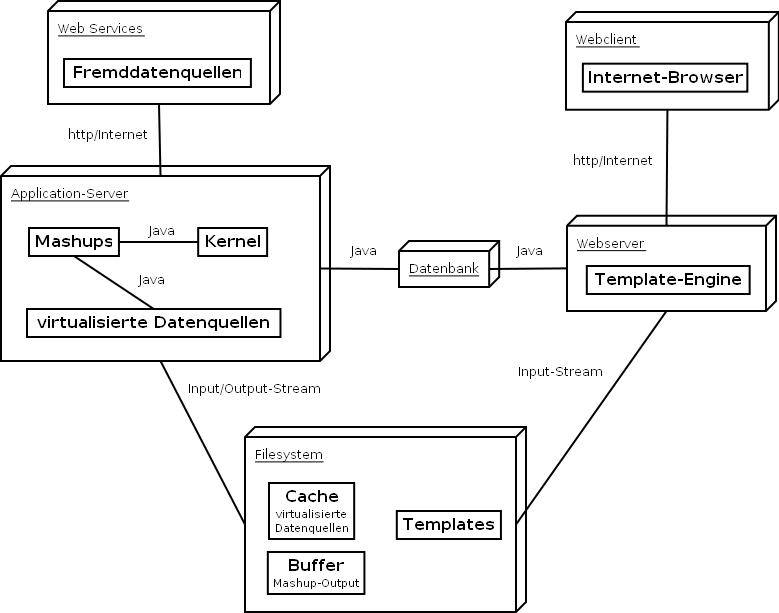 Web Services
Fremddatenquellen
http/Internet
Webclient
Internet-Browser
http/Internet
Application-Server
Mashups
Java
Kernel
Java
virtualisierte Datenquellen
Java
Datenbank
Java
Webserver
Template-Engine
Input/Output-Stream
Input-Stream
Filesystem
Cache
virtualisierte
Datenquellen
Templates
Buffer
Mashup-Output